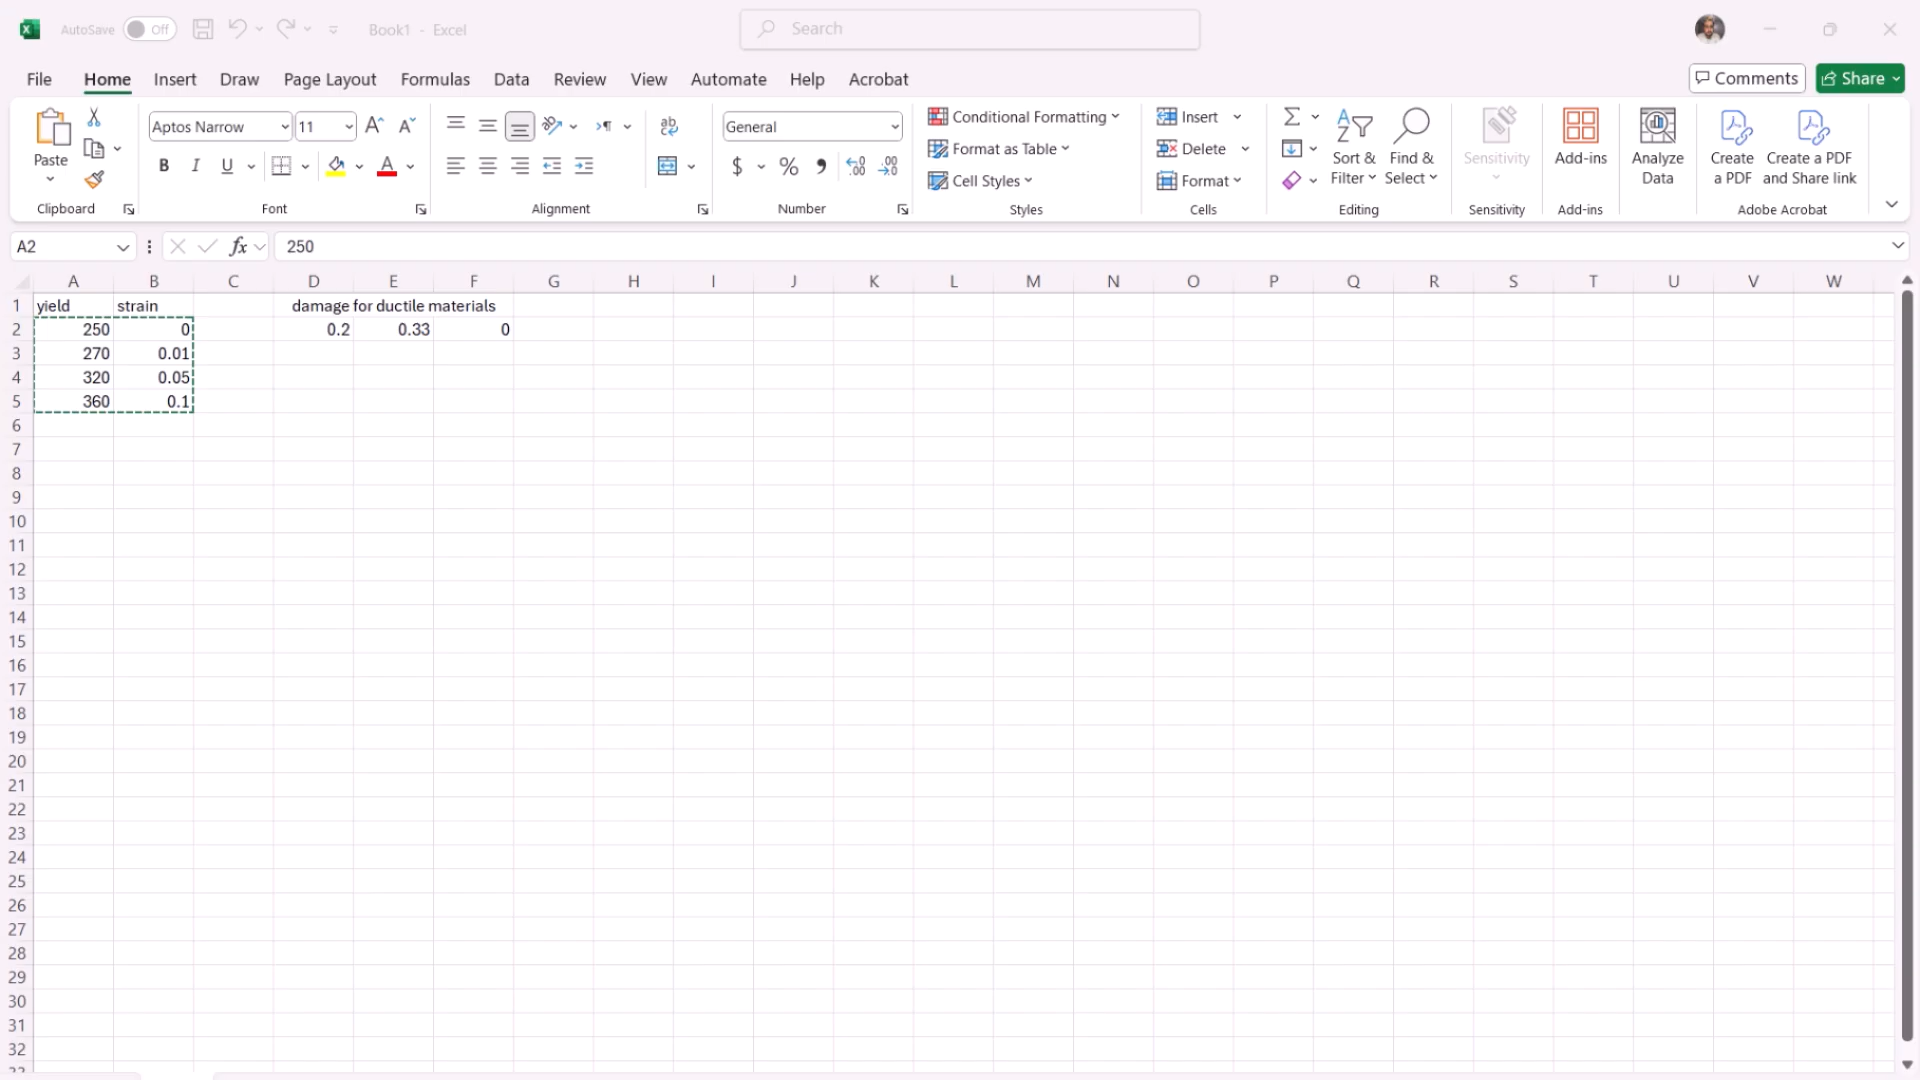 AutoSave Off Book1 - Excel Search
File Home Insert Draw Page Layout Formulas Data Review View Automate Help Acrobat Comments Share
Paste
Clipboard
Aptos Narrow 11
B I U A
Font
ab
Alignment
General
$ % 9
Number
Conditional Formatting
Format as Table
Cell Styles
Styles
Insert
Delete
Format
Cells
Sort &
Filter
Find &
Select
Editing
Sensitivity
Sensitivity
Add-ins
Add-ins
Analyze
Data
Create
a PDF
Create a PDF
and Share link
Adobe Acrobat
A2 fx 250
A B C D E F G H I J K L M N O P Q R S T U V W
1 yield strain damage for ductile materials
2 250 0 0.2 0.33 0
3 270 0.01
4 320 0.05
5 360 0.1
6
7
8
9
10
11
12
13
14
15
16
17
18
19
20
21
22
23
24
25
26
27
28
29
30
31
32